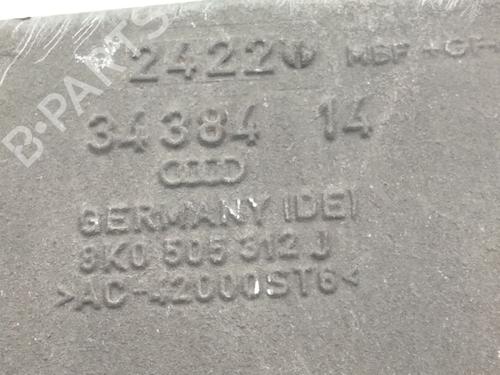 B-PARTS
2422
34384 14
GERMANY (DE)
8K0 505 312 J
>AC-42000ST6<